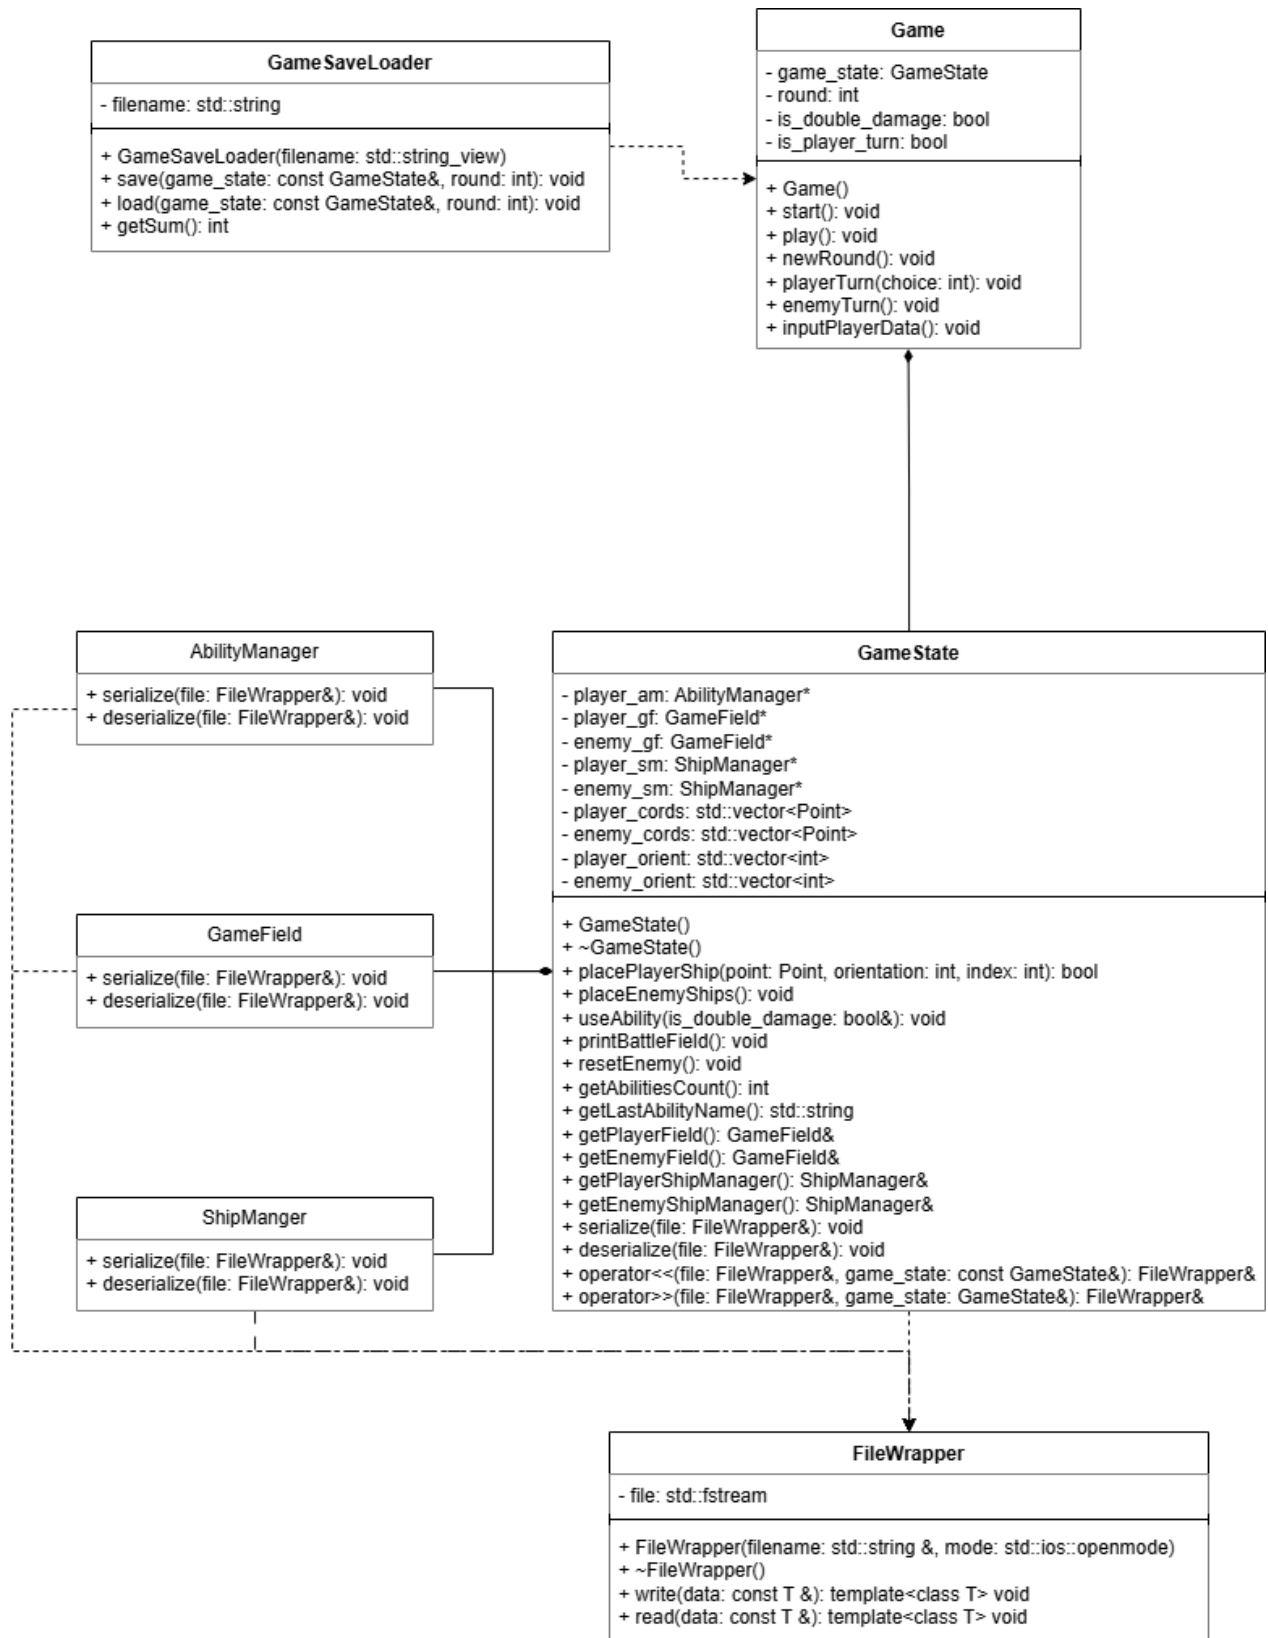 GameSaveLoader
- filename: std::string
+ GameSaveLoader(filename: std::string_view)
+ save(game_state: const GameState&, round: int): void
+ load(game_state: const GameState&, round: int): void
+ getSum(): int
Game
- game_state: GameState
- round: int
- is_double_damage: bool
- is_player_turn: bool
+ Game()
+ start(): void
+ play(): void
+ newRound(): void
+ playerTurn(choice: int): void
+ enemyTurn(): void
+ inputPlayerData(): void
AbilityManager
+ serialize(file: FileWrapper&): void
+ deserialize(file: FileWrapper&): void
GameField
+ serialize(file: FileWrapper&): void
+ deserialize(file: FileWrapper&): void
ShipManger
+ serialize(file: FileWrapper&): void
+ deserialize(file: FileWrapper&): void
GameState
- player_am: AbilityManager*
- player_gf: GameField*
- enemy_gf: GameField*
- player_sm: ShipManager*
- enemy_sm: ShipManager*
- player_cords: std::vector<Point>
- enemy_cords: std::vector<Point>
- player_orient: std::vector<int>
- enemy_orient: std::vector<int>
+ GameState()
+ ~GameState()
+ placePlayerShip(point: Point, orientation: int, index: int): bool
+ placeEnemyShips(): void
+ useAbility(is_double_damage: bool&): void
+ printBattleField(): void
+ resetEnemy(): void
+ getAbilitiesCount(): int
+ getLastAbilityName(): std::string
+ getPlayerField(): GameField&
+ getEnemyField(): GameField&
+ getPlayerShipManager(): ShipManager&
+ getEnemyShipManager(): ShipManager&
+ serialize(file: FileWrapper&): void
+ deserialize(file: FileWrapper&): void
+ operator<<(file: FileWrapper&, game_state: const GameState&): FileWrapper&
+ operator>>(file: FileWrapper&, game_state: GameState&): FileWrapper&
FileWrapper
- file: std::fstream
+ FileWrapper(filename: std::string &, mode: std::ios::openmode)
+ ~FileWrapper()
+ write(data: const T &): template<class T> void
+ read(data: const T &): template<class T> void